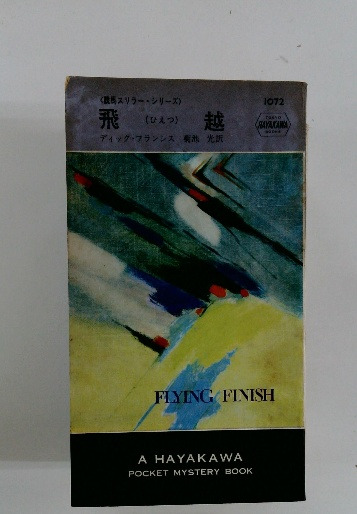 〈競馬スリラー・シリーズ〉
1072
飛越
(ひえつ)
HAYAKAWA
ディック・フランシス 菊池 光訳
FLYING FINISH
A HAYAKAWA
POCKET MYSTERY BOOK